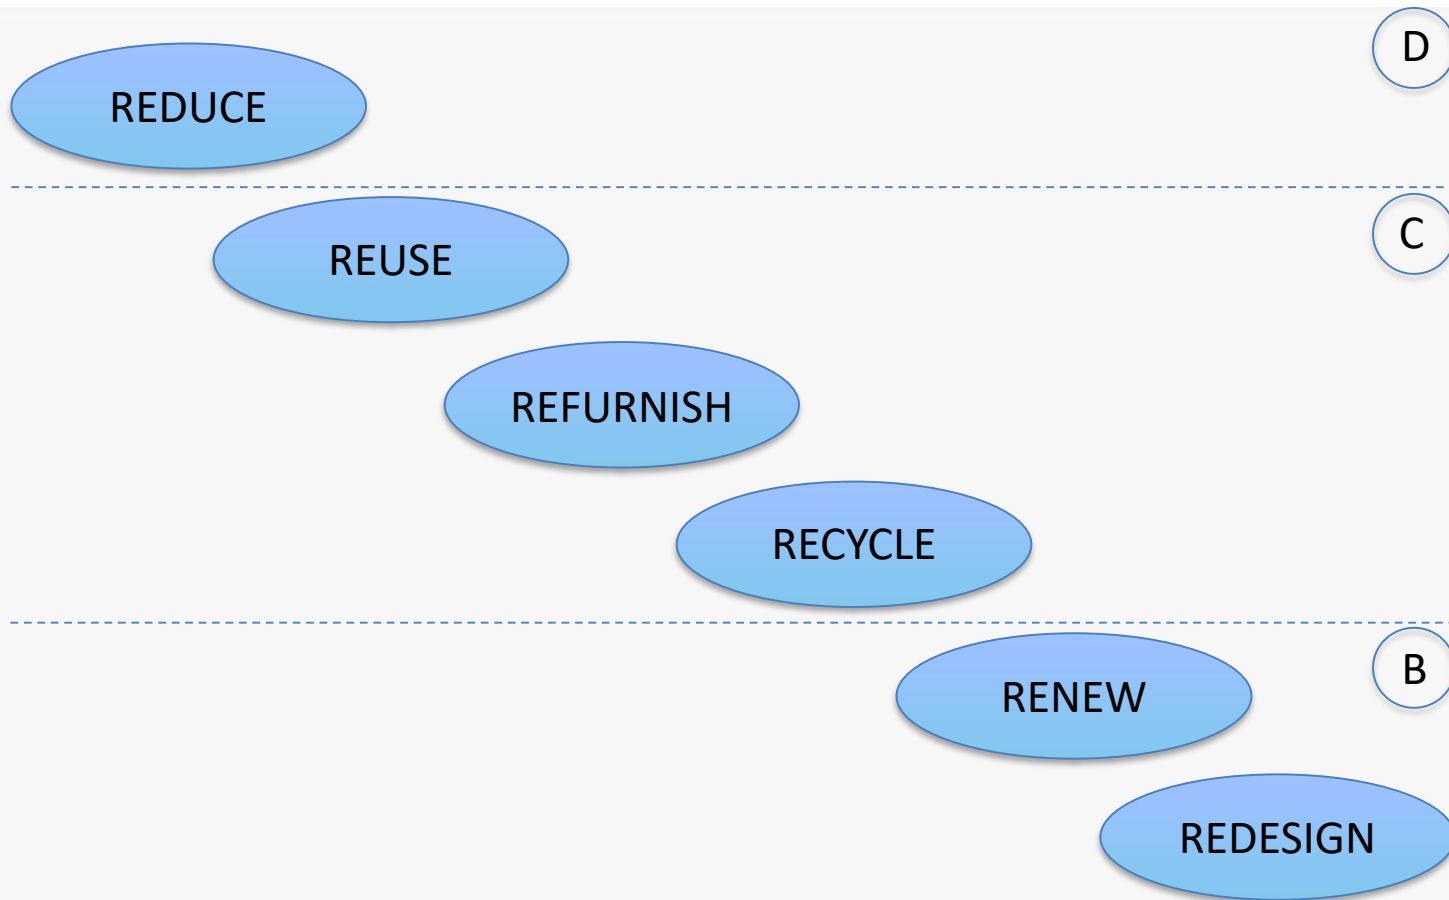 D
REDUCE
C
REUSE
REFURNISH
RECYCLE
B
RENEW
REDESIGN